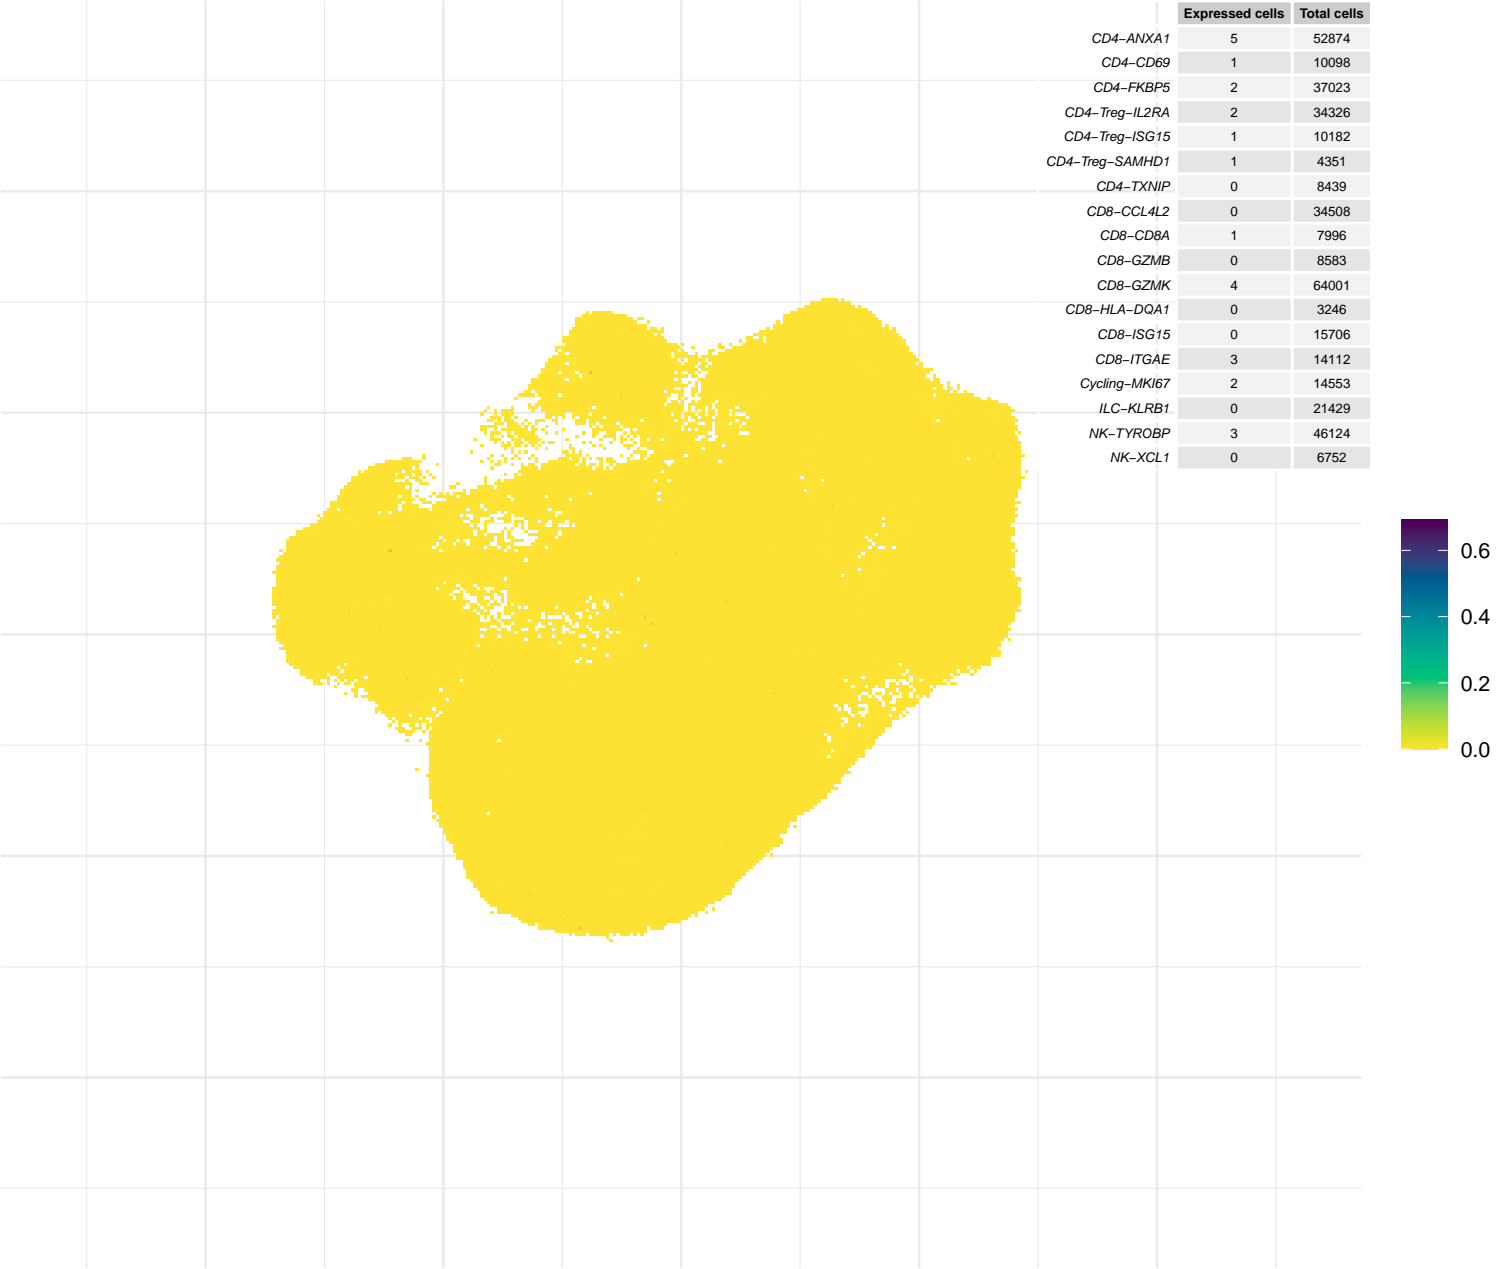 Expressed cells Total cells
CD4−ANXA1 5 52874
CD4−CD69 1 10098
CD4−FKBP5 2 37023
CD4−Treg−IL2RA 2 34326
CD4−Treg−ISG15 1 10182
CD4−Treg−SAMHD1 1 4351
CD4−TXNIP 0 8439
CD8−CCL4L2 0 34508
CD8−CD8A 1 7996
CD8−GZMB 0 8583
CD8−GZMK 4 64001
CD8−HLA−DQA1 0 3246
CD8−ISG15 0 15706
CD8−ITGAE 3 14112
Cycling−MKI67 2 14553
ILC−KLRB1 0 21429
NK−TYROBP 3 46124
NK−XCL1 0 6752
0.6
0.4
0.2
0.0